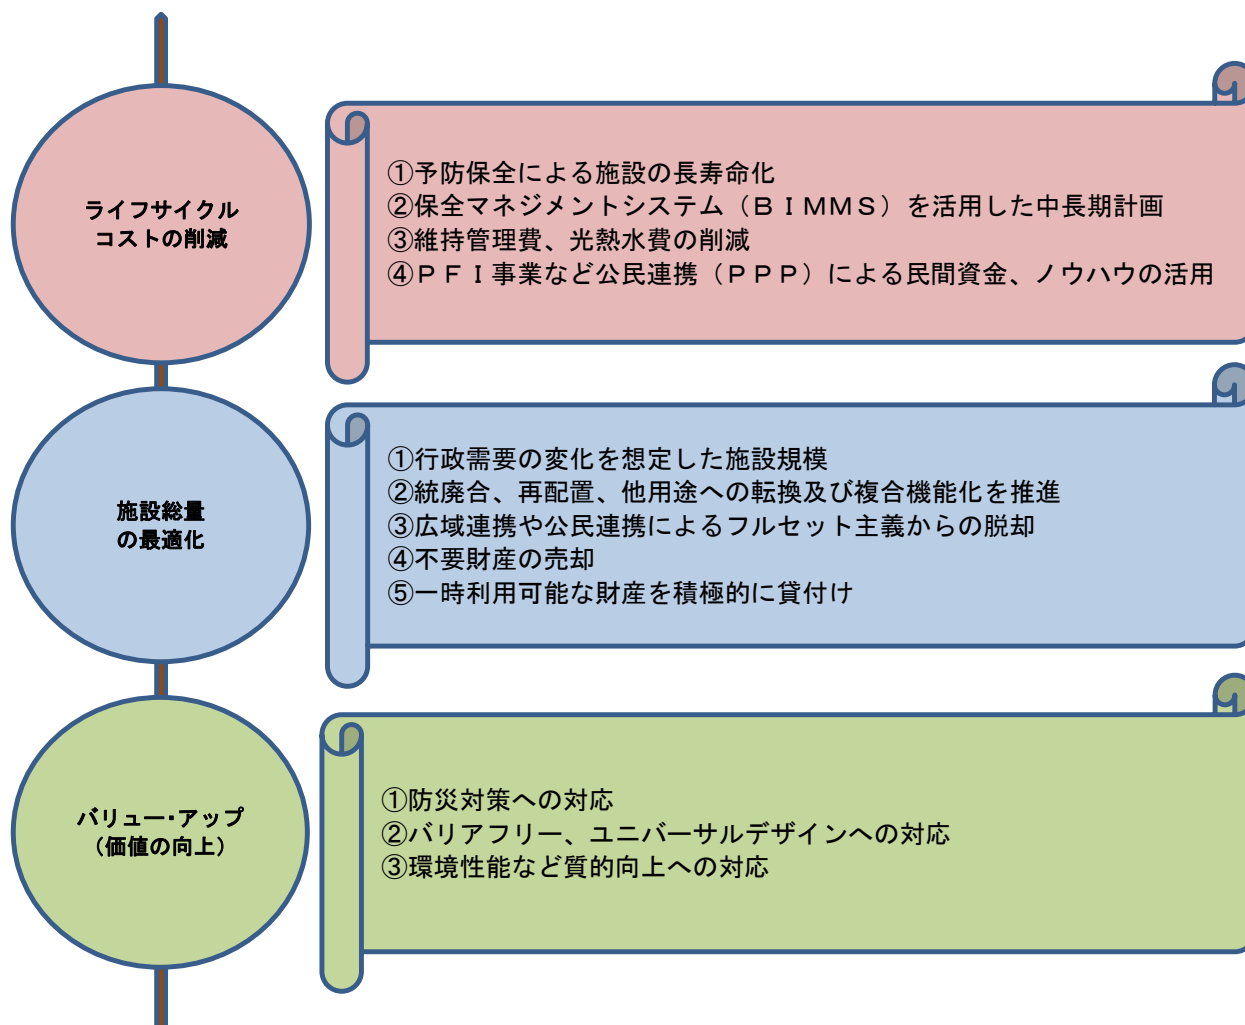 ライフサイクル
コストの削減
①予防保全による施設の長寿命化
②保全マネジメントシステム（ＢＩＭＭＳ）を活用した中長期計画
③維持管理費、光熱水費の削減
④ＰＦＩ事業など公民連携（ＰＰＰ）による民間資金、ノウハウの活用
施設総量
の最適化
①行政需要の変化を想定した施設規模
②統廃合、再配置、他用途への転換及び複合機能化を推進
③広域連携や公民連携によるフルセット主義からの脱却
④不要財産の売却
⑤一時利用可能な財産を積極的に貸付け
バリュー・アップ
（価値の向上）
①防災対策への対応
②バリアフリー、ユニバーサルデザインへの対応
③環境性能など質的向上への対応